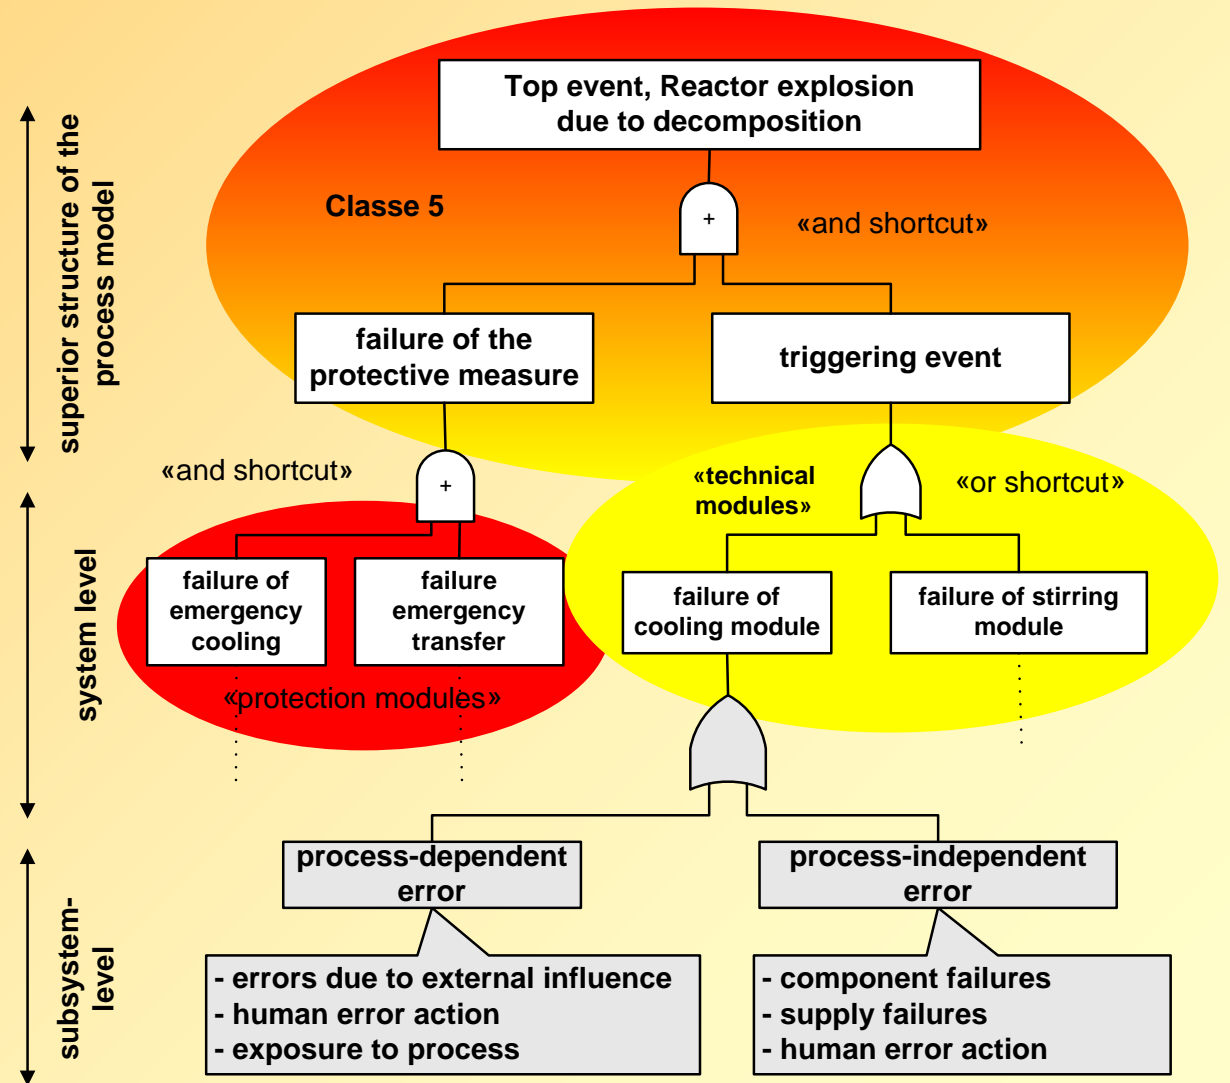 Top event, Reactor explosion
due to decomposition
superior structure of the
process model
Classe 5
+
«and shortcut»
failure of the
protective measure
triggering event
«and shortcut»
+
«technical
modules»
«or shortcut»
system level
failure of
emergency
cooling
failure
emergency
transfer
failure of
cooling module
failure of stirring
module
«protection modules»
subsystem-
level
process-dependent
error
process-independent
error
- errors due to external influence
- human error action
- exposure to process
- component failures
- supply failures
- human error action